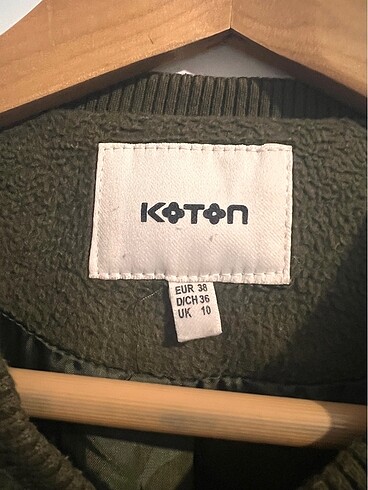 KOTON
EUR 38
D/CH 36
UK 10